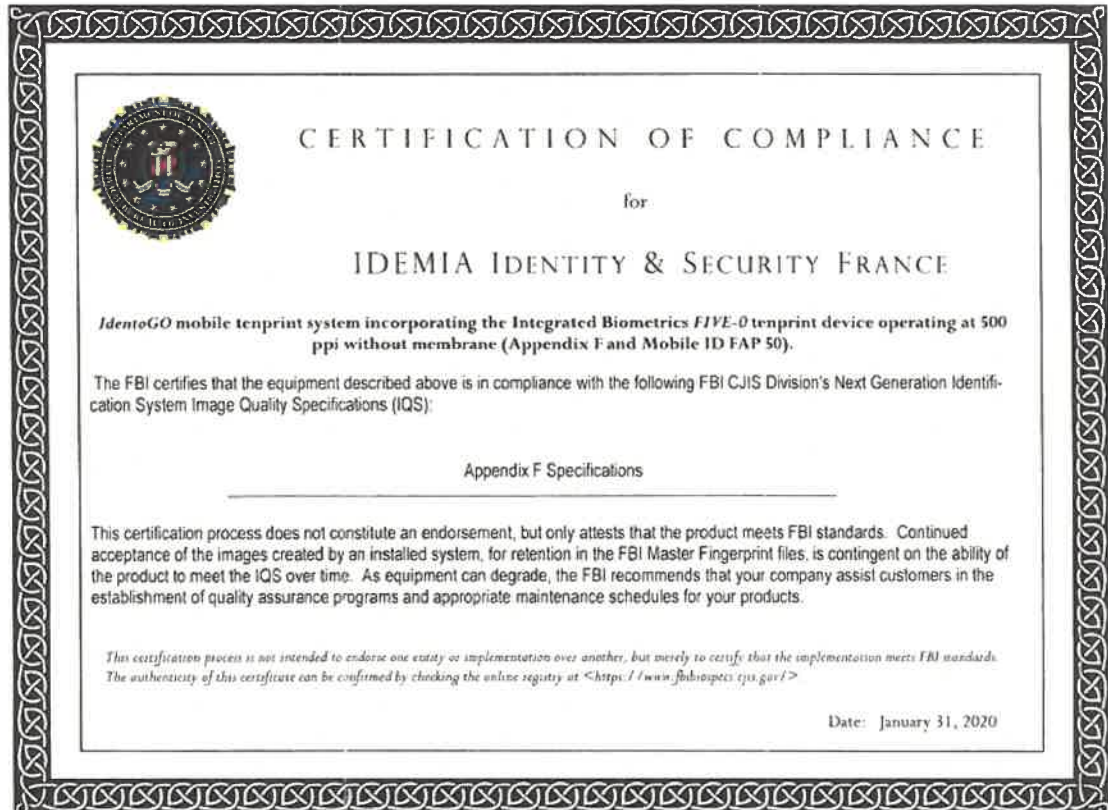 CERTIFICATION OF COMPLIANCE
for
IDEMIA IDENTITY & SECURITY FRANCE
IdentoGO mobile tenprint system incorporating the Integrated Biometrics FIVE-0 tenprint device operating at 500
ppi without membrane (Appendix F and Mobile ID FAP 50).
The FBI certifies that the equipment described above is in compliance with the following FBI CJIS Division's Next Generation Identifi-
cation System Image Quality Specifications (IQS):
Appendix F Specifications
This certification process does not constitute an endorsement, but only attests that the product meets FBI standards. Continued
acceptance of the images created by an installed system, for retention in the FBI Master Fingerprint files, is contingent on the ability of
the product to meet the IQS over time. As equipment can degrade, the FBI recommends that your company assist customers in the
establishment of quality assurance programs and appropriate maintenance schedules for your products.
This certification process is not intended to endorse one entity or implementation over another, but merely to certify that the implementation meets FBI standards.
The authenticity of this certificate can be confirmed by checking the online registry at <https://www.fbibiospecs.cjis.gov/>
Date: January 31, 2020